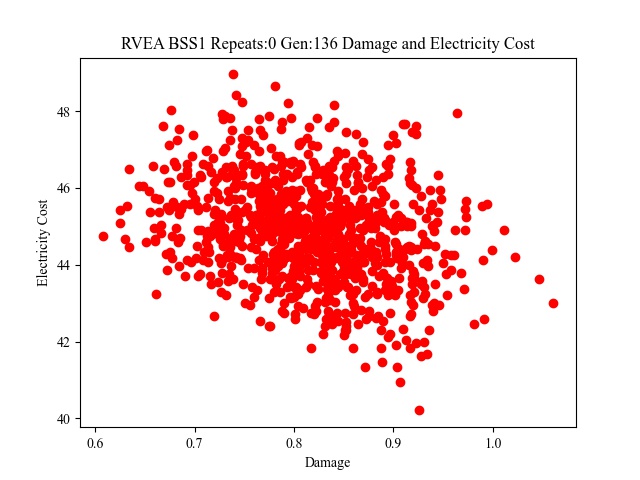 RVEA BSS1 Repeats:0 Gen:136 Damage and Electricity Cost
48
46
44
42
40
Electricity Cost
0.6 0.7 0.8 0.9 1.0
Damage